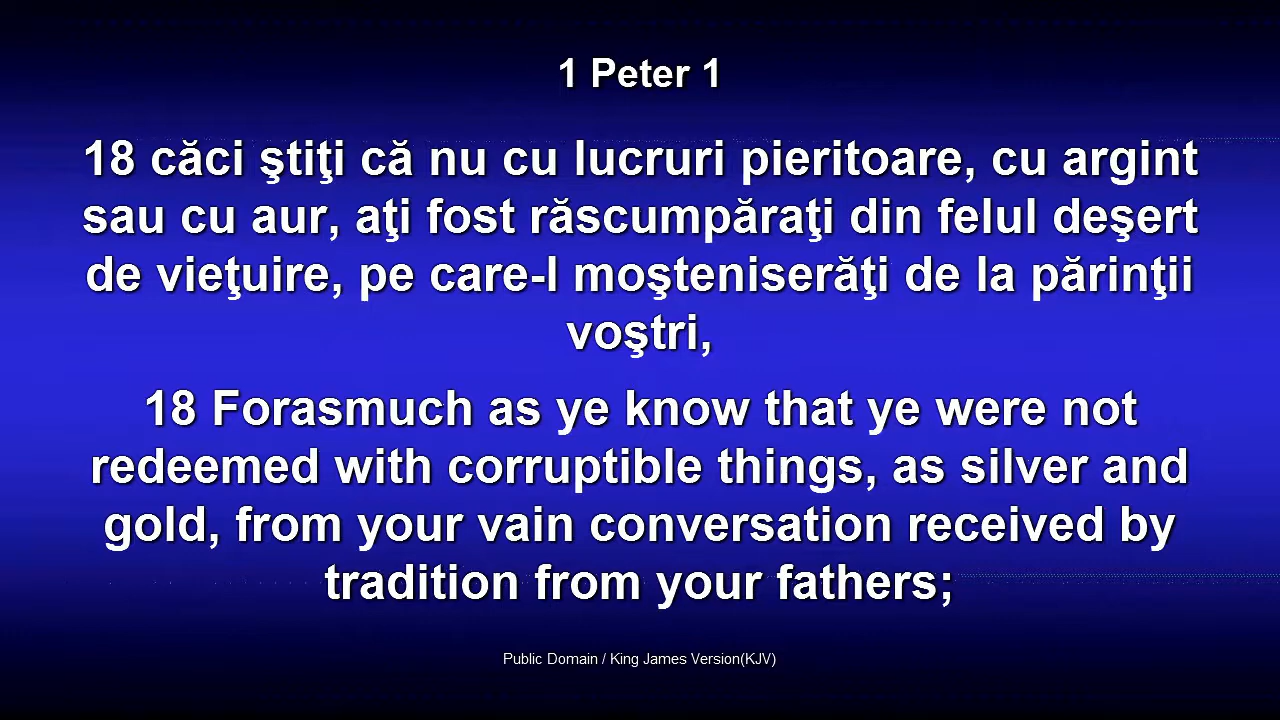 1 Peter 1
18 căci ştiţi că nu cu lucruri pieritoare, cu argint
sau cu aur, aţi fost răscumpăraţi din felul deşert
de vieţuire, pe care-l moşteniserăţi de la părinţii
voştri,
18 Forasmuch as ye know that ye were not
redeemed with corruptible things, as silver and
gold, from your vain conversation received by
tradition from your fathers;
Public Domain / King James Version(KJV)